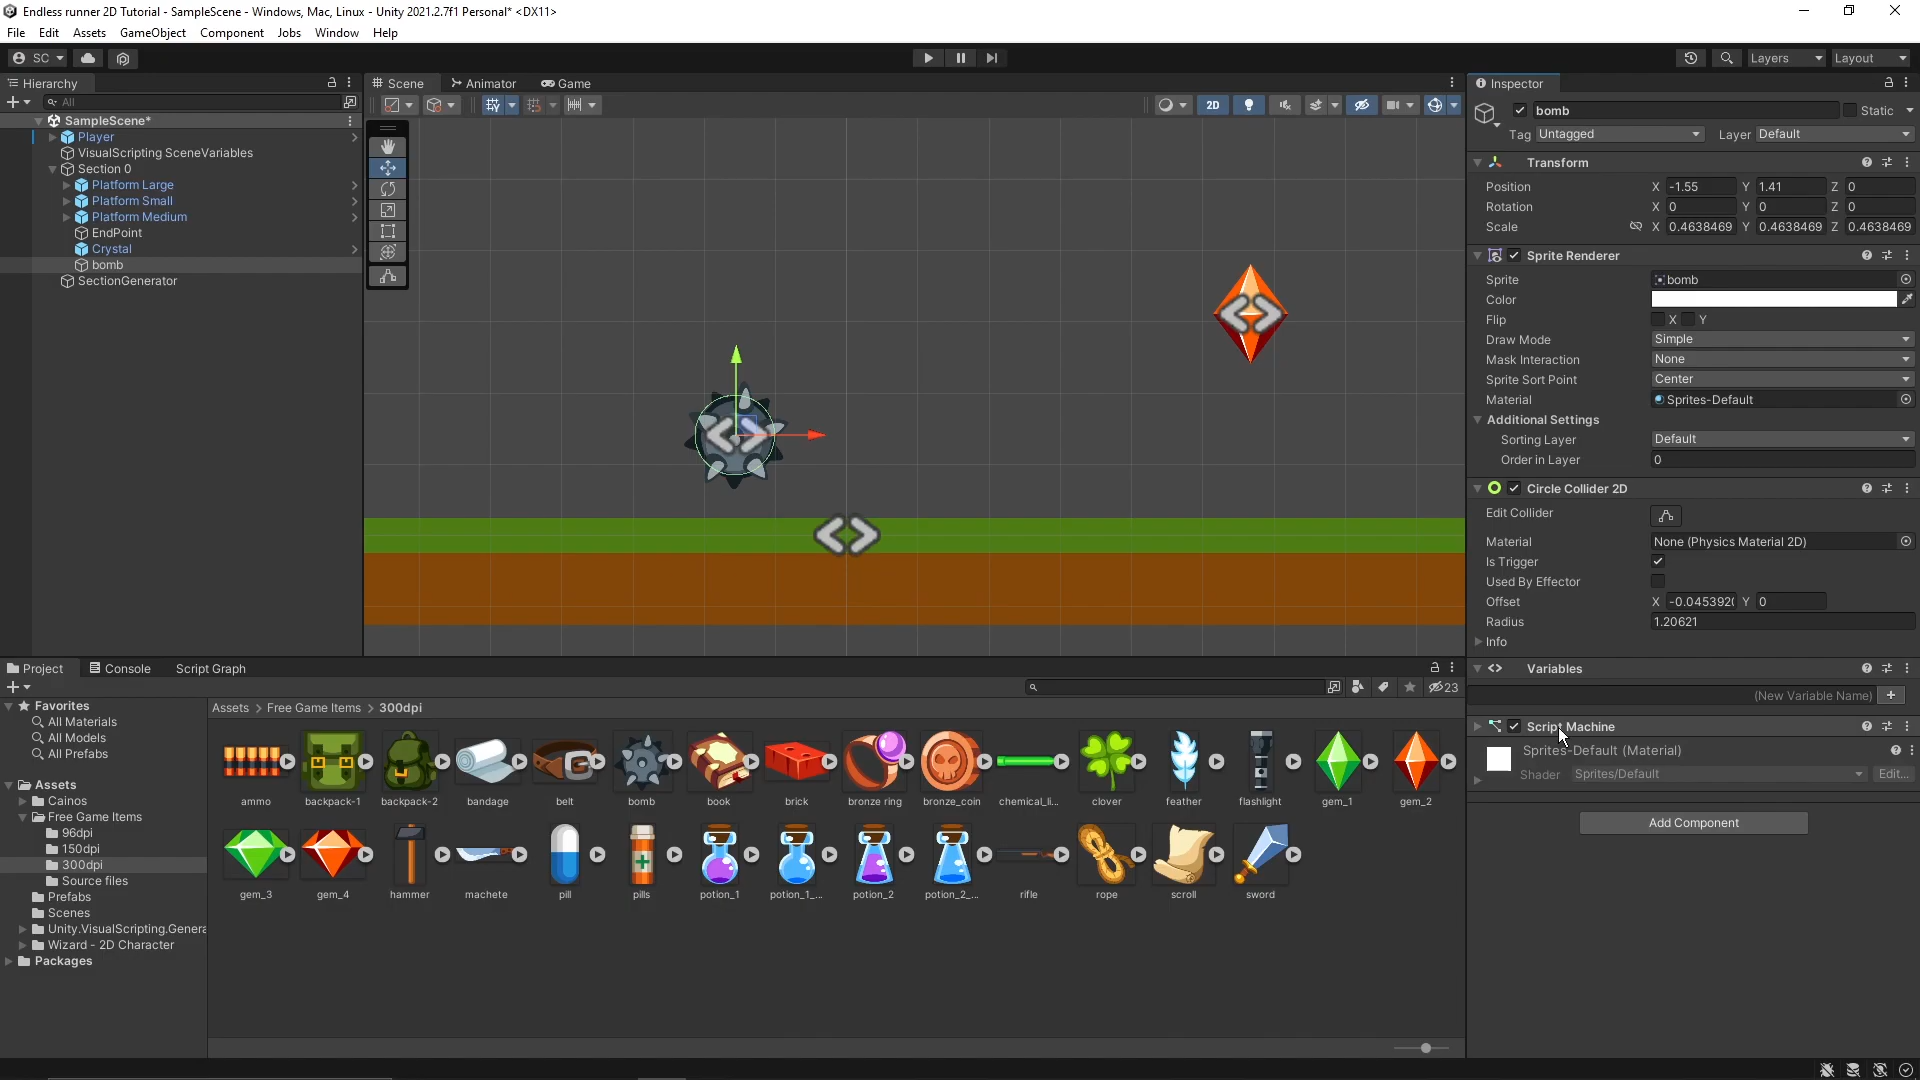 Endless runner 2D Tutorial - SampleScene - Windows, Mac, Linux - Unity 2021.2.7f1 Personal* <DX11>
File Edit Assets GameObject Component Jobs Window Help
SC Layers Layout
Hierarchy
All
SampleScene*
Player
VisualScripting SceneVariables
Section 0
Platform Large
Platform Small
Platform Medium
EndPoint
Crystal
bomb
SectionGenerator
Scene Animator Game
2D
Inspector
bomb Static
Tag Untagged Layer Default
Transform
Position X -1.55 Y 1.41 Z 0
Rotation X 0 Y 0 Z 0
Scale X 0.4638469 Y 0.4638469 Z 0.4638469
Sprite Renderer
Sprite bomb
Color
Flip X Y
Draw Mode Simple
Mask Interaction None
Sprite Sort Point Center
Material Sprites-Default
Additional Settings
Sorting Layer Default
Order in Layer 0
Circle Collider 2D
Edit Collider
Material None (Physics Material 2D)
Is Trigger
Used By Effector
Offset X -0.0453920 Y 0
Radius 1.20621
Info
Variables
(New Variable Name)
Script Machine
Sprites-Default (Material)
Shader Sprites/Default Edit...
Add Component
Project Console Script Graph
23
Favorites
All Materials
All Models
All Prefabs
Assets
Cainos
Free Game Items
96dpi
150dpi
300dpi
Source files
Prefabs
Scenes
Unity.VisualScripting.Genera
Wizard - 2D Character
Packages
Assets > Free Game Items > 300dpi
ammo backpack-1 backpack-2 bandage belt bomb book brick bronze ring bronze_coin chemical_li... clover feather flashlight gem_1 gem_2
gem_3 gem_4 hammer machete pill pills potion_1 potion_1_... potion_2 potion_2_... rifle rope scroll sword